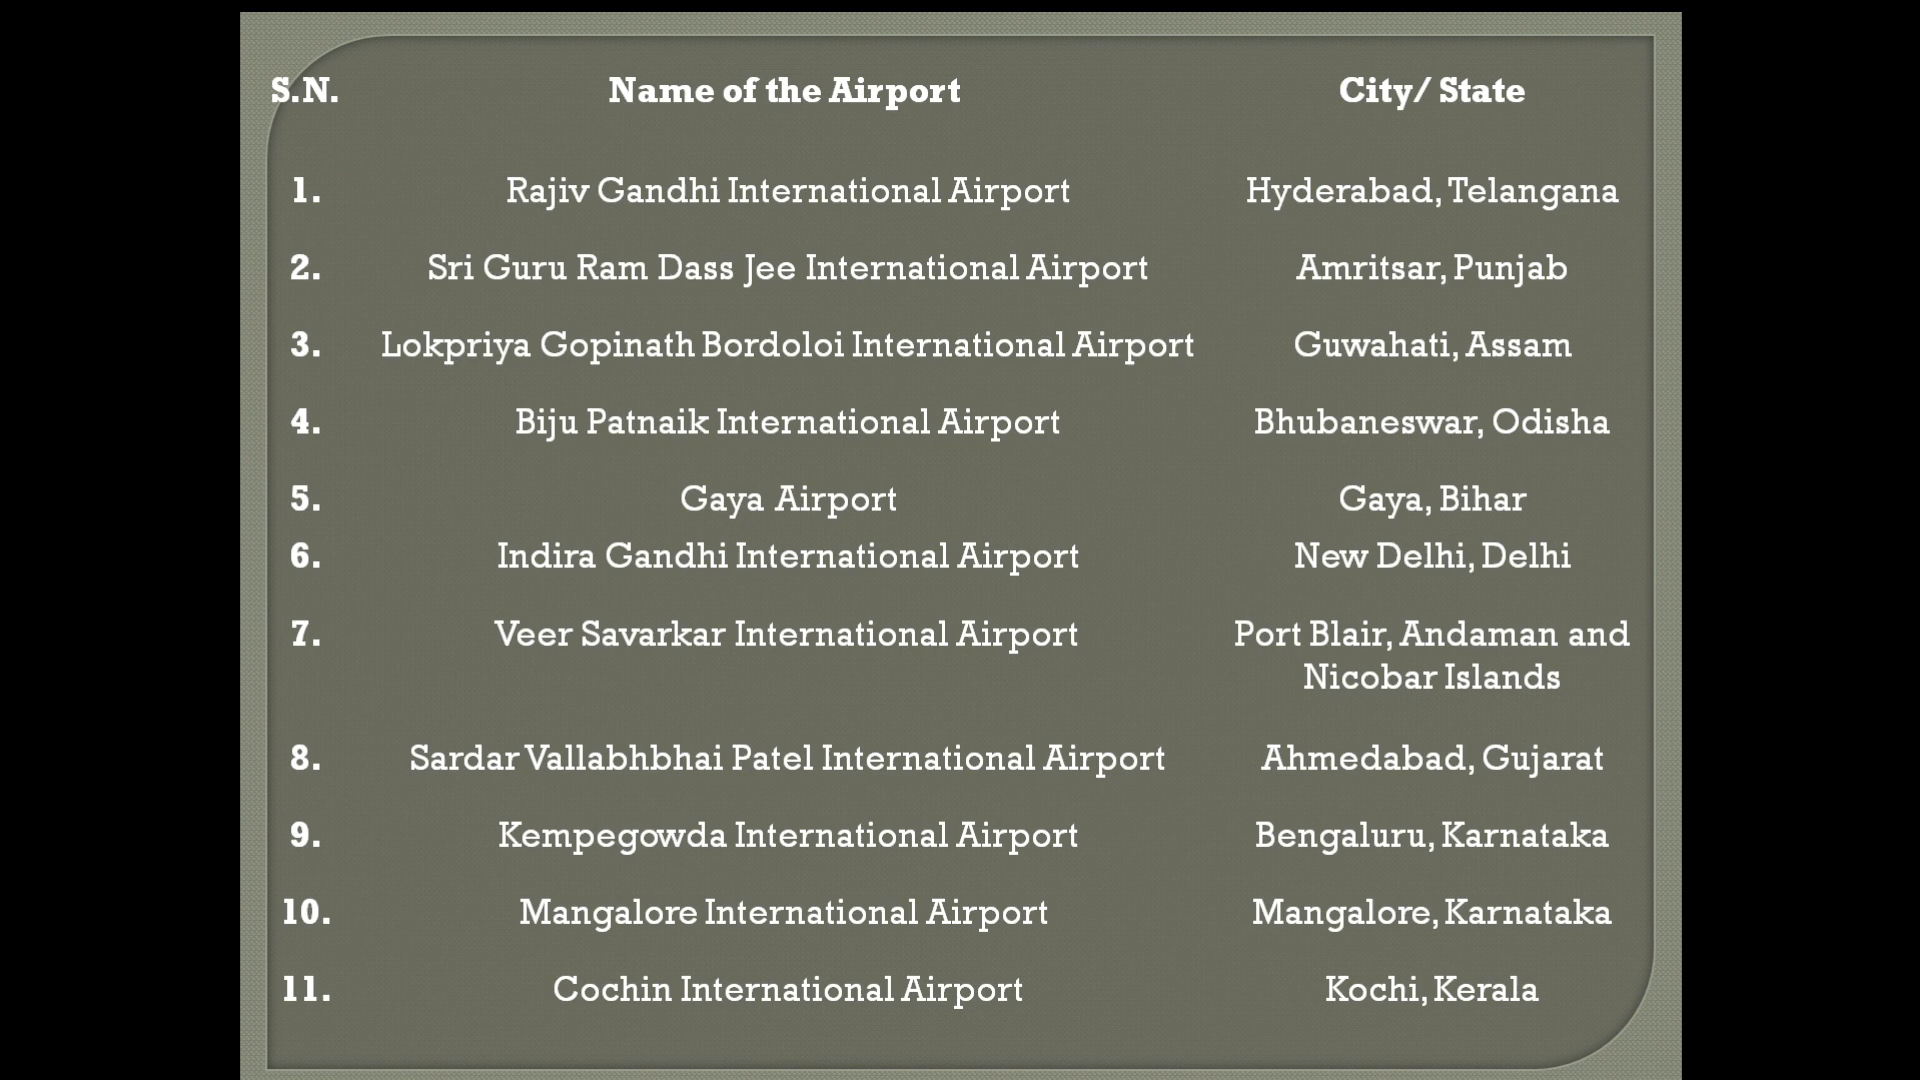 S.N. Name of the Airport City/ State
1. Rajiv Gandhi International Airport Hyderabad, Telangana
2. Sri Guru Ram Dass Jee International Airport Amritsar, Punjab
3. Lokpriya Gopinath Bordoloi International Airport Guwahati, Assam
4. Biju Patnaik International Airport Bhubaneswar, Odisha
5. Gaya Airport Gaya, Bihar
6. Indira Gandhi International Airport New Delhi, Delhi
7. Veer Savarkar International Airport Port Blair, Andaman and
Nicobar Islands
8. Sardar Vallabhbhai Patel International Airport Ahmedabad, Gujarat
9. Kempegowda International Airport Bengaluru, Karnataka
10. Mangalore International Airport Mangalore, Karnataka
11. Cochin International Airport Kochi, Kerala